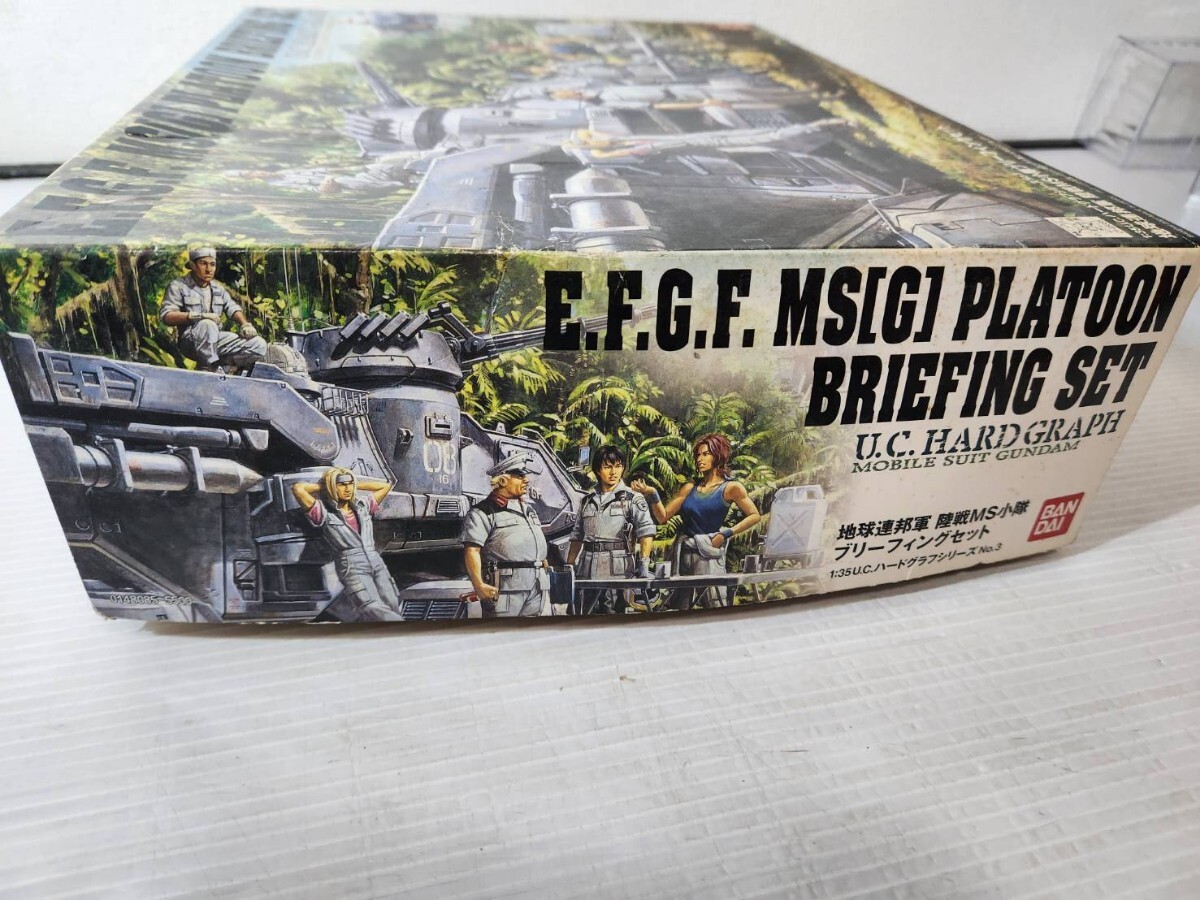 E.F.G.F. MS[G] PLATOON
BRIEFING SET
U.C. HARD GRAPH
MOBILE SUIT GUNDAM
地球連邦軍 陸戦MS小隊
ブリーフィングセット
1:35 U.C.ハードグラフシリーズ No.3
BAN
DAI
08
16